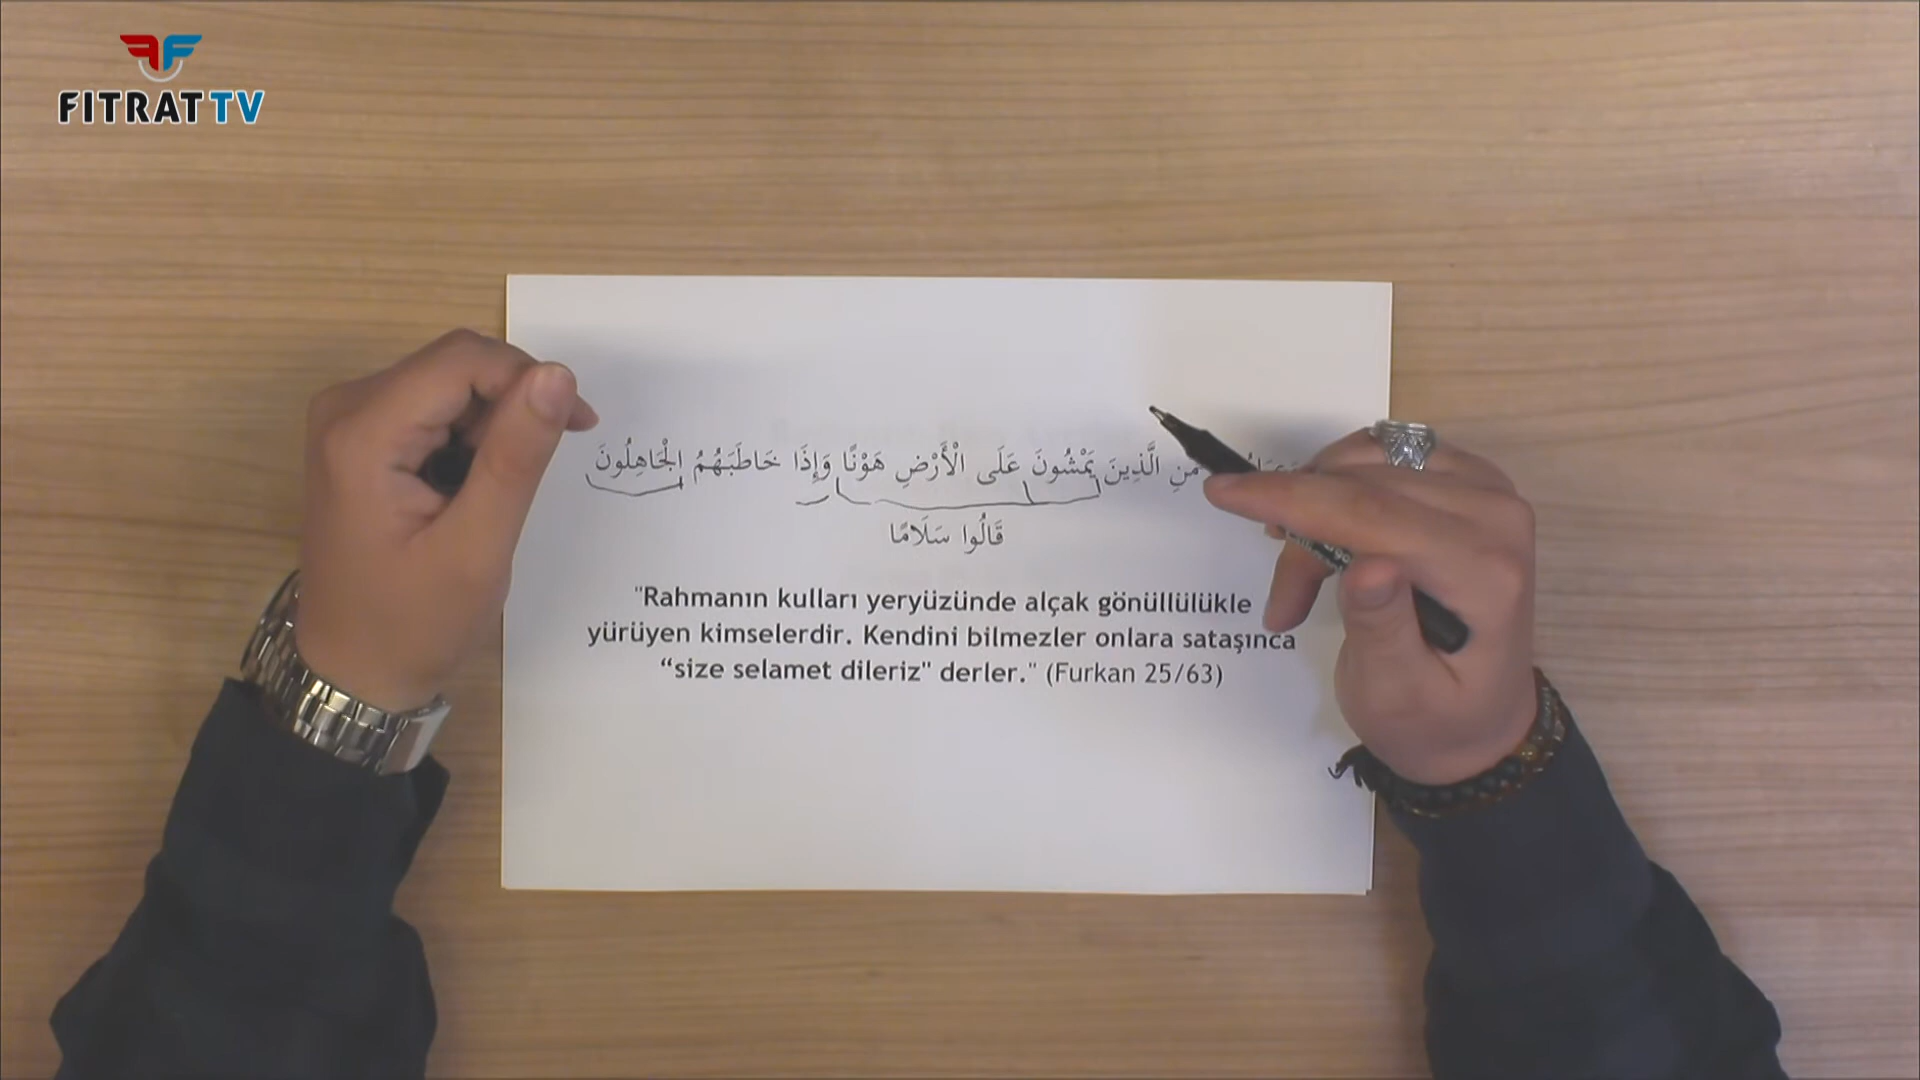 FITRAT TV
الَّذِينَ يَمْشُونَ عَلَى الْأَرْضِ هَوْنًا وَإِذَا خَاطَبَهُمُ الْجَاهِلُونَ
قَالُوا سَلَامًا
"Rahmanın kulları yeryüzünde alçak gönüllülükle
yürüyen kimselerdir. Kendini bilmezler onlara sataşınca
“size selamet dileriz" derler." (Furkan 25/63)